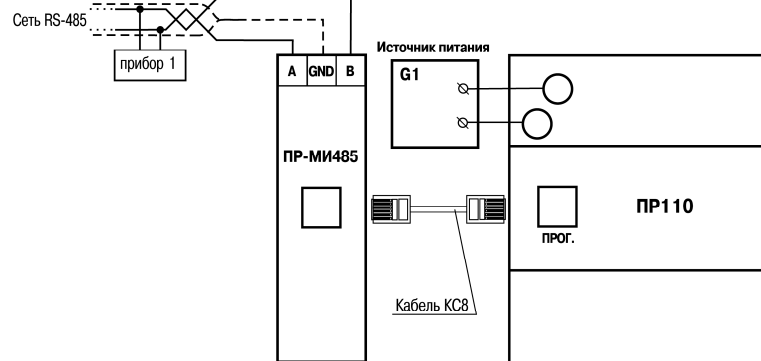 Сеть RS-485
прибор 1
A
GND
B
Источник питания
G1
ПР-МИ485
ПР110
ПРОГ.
Кабель КС8